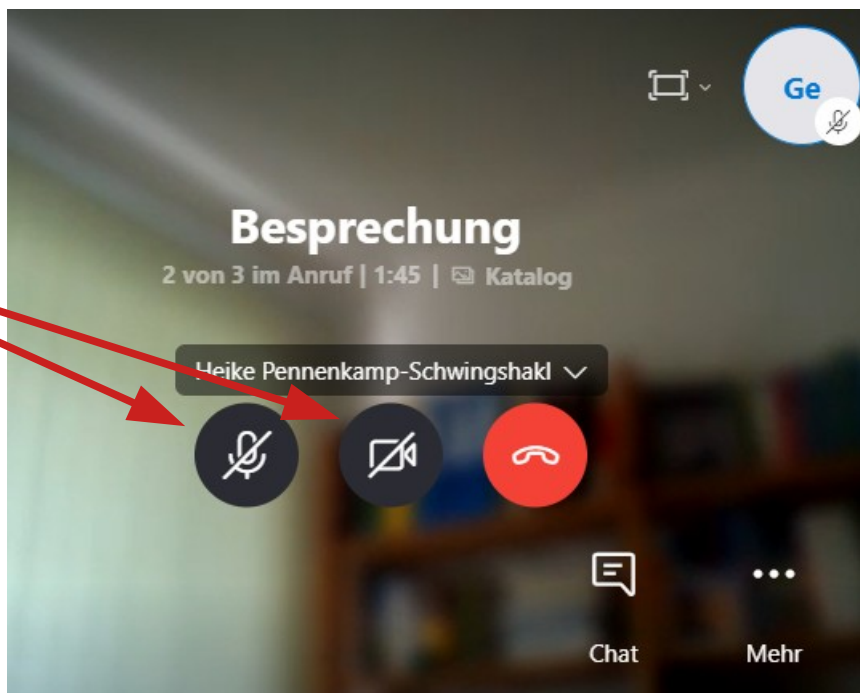 Ge
Besprechung
2 von 3 im Anruf | 1:45 | Katalog
Heike Pennenkamp-Schwingshakl
Chat
Mehr